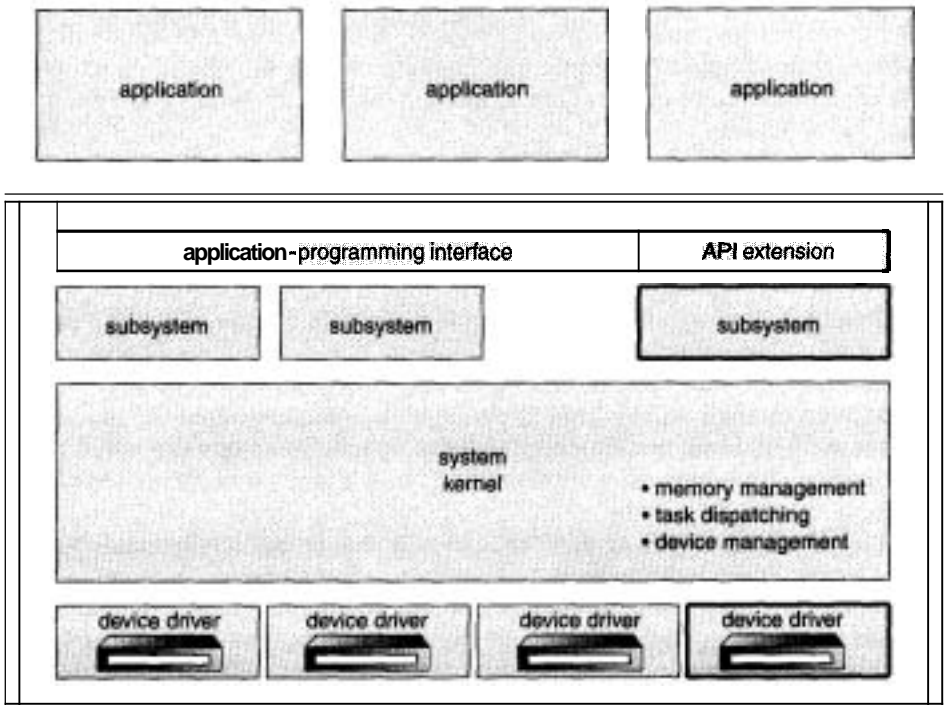 application
application
application
application-programming interface
API extension
subsystem
subsystem
subsystem
system
kernel
• memory management
• task dispatching
• device management
device driver
device driver
device driver
device driver